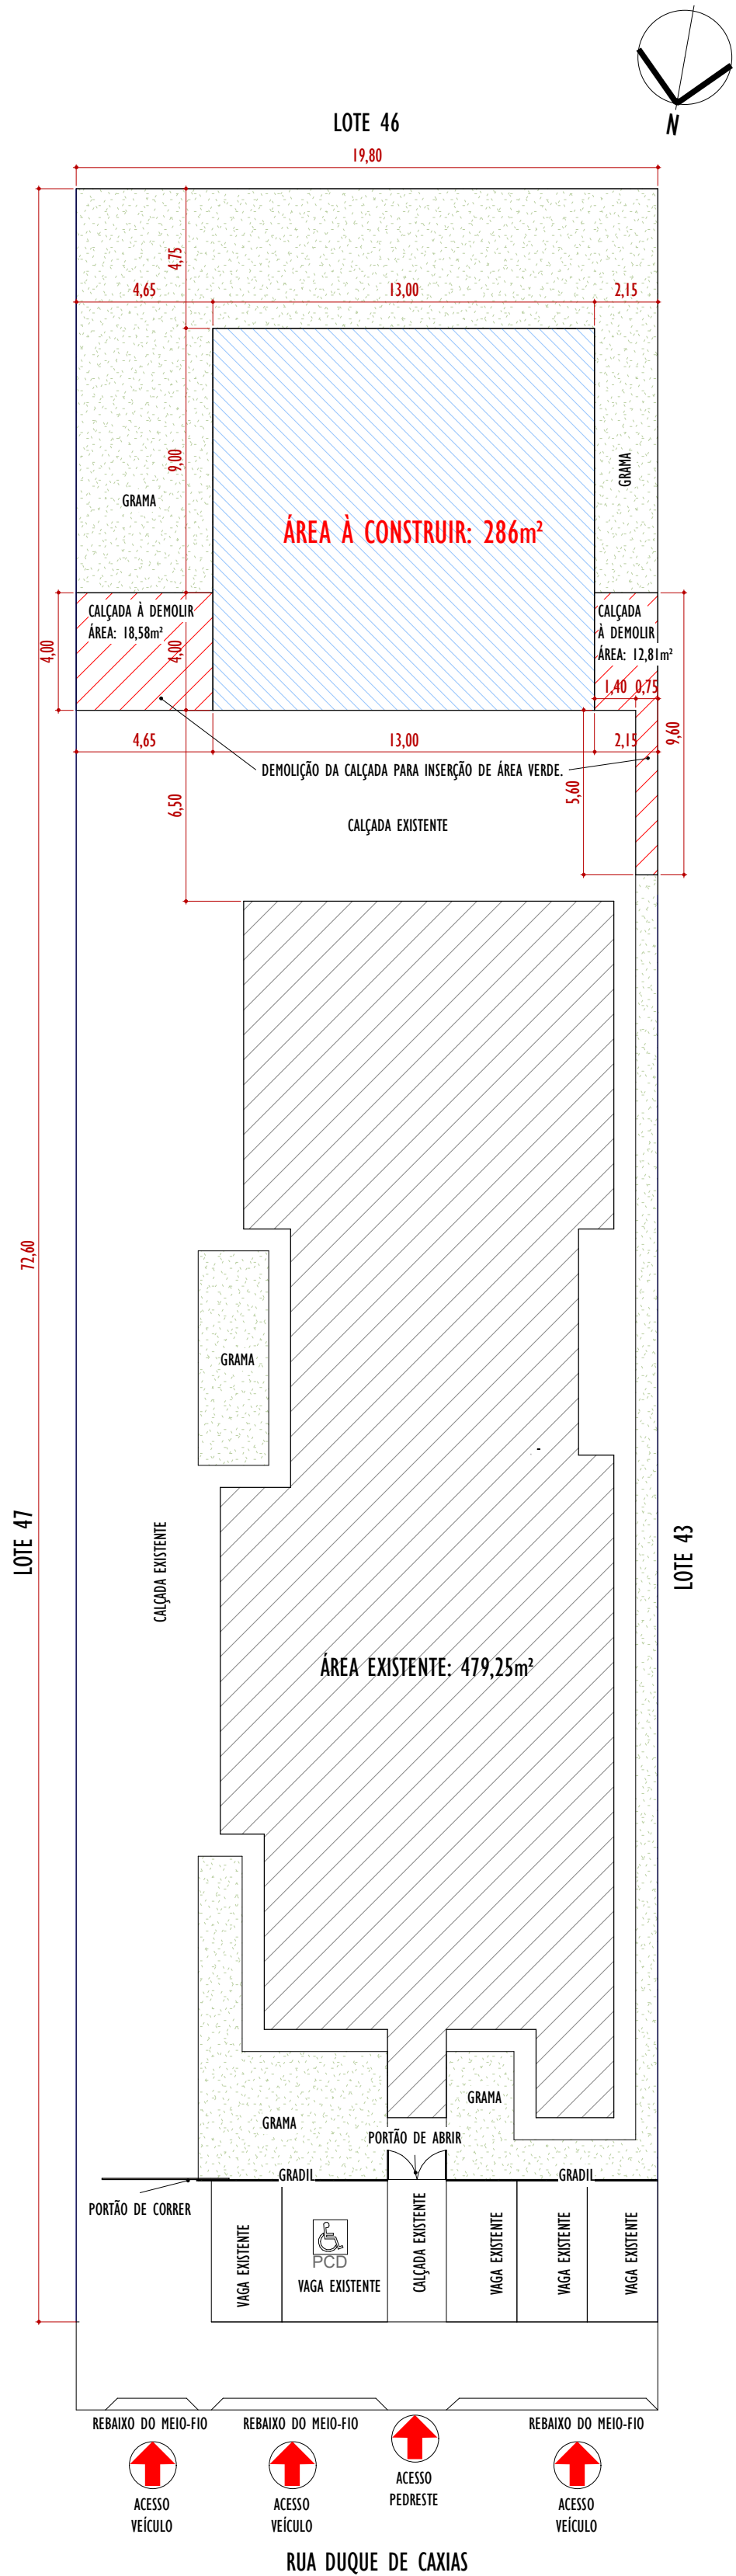 N
LOTE 46
19,80
4,75
4,65
13,00
2,15
9,00
GRAMA
GRAMA
ÁREA À CONSTRUIR: 286m²
CALÇADA À DEMOLIR
ÁREA: 18,58m²
4,00
4,00
CALÇADA
À DEMOLIR
ÁREA: 12,81m²
1,40
0,75
4,65
13,00
2,15
9,60
DEMOLIÇÃO DA CALÇADA PARA INSERÇÃO DE ÁREA VERDE.
6,50
5,60
CALÇADA EXISTENTE
72,60
GRAMA
LOTE 47
CALÇADA EXISTENTE
LOTE 43
ÁREA EXISTENTE: 479,25m²
GRAMA
GRAMA
PORTÃO DE ABRIR
GRADIL
GRADIL
PORTÃO DE CORRER
VAGA EXISTENTE
PCD
VAGA EXISTENTE
CALÇADA EXISTENTE
VAGA EXISTENTE
VAGA EXISTENTE
VAGA EXISTENTE
REBAIXO DO MEIO-FIO
REBAIXO DO MEIO-FIO
REBAIXO DO MEIO-FIO
ACESSO
VEÍCULO
ACESSO
VEÍCULO
ACESSO
PEDRESTE
ACESSO
VEÍCULO
RUA DUQUE DE CAXIAS